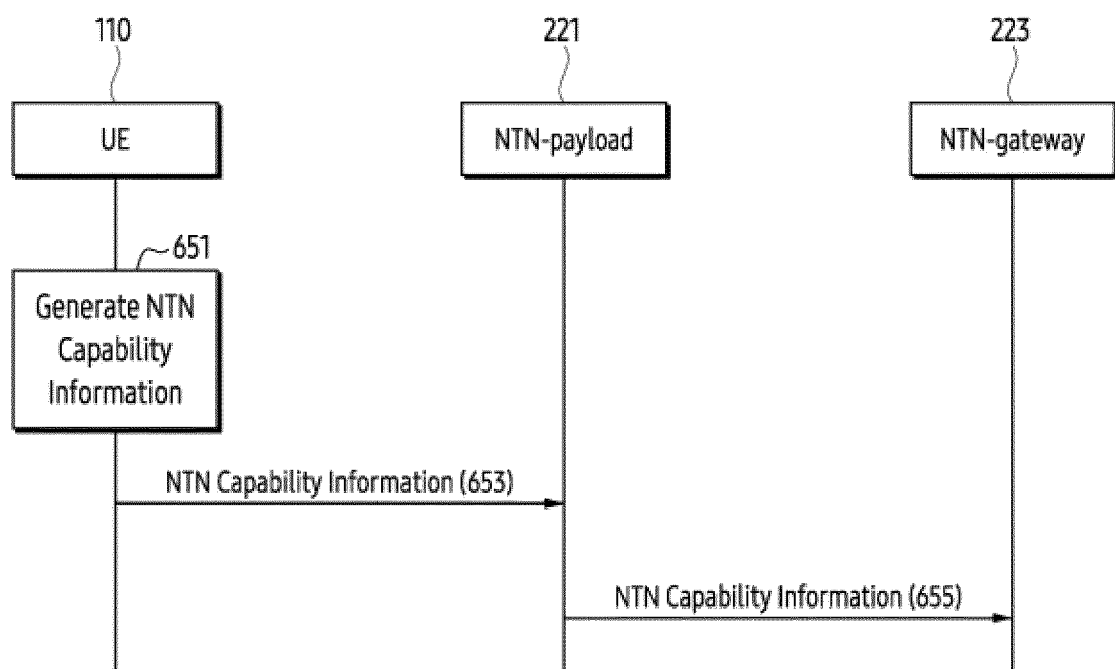 110
221
223
UE
NTN-payload
NTN-gateway
651
Generate NTN
Capability
Information
NTN Capability Information (653)
NTN Capability Information (655)